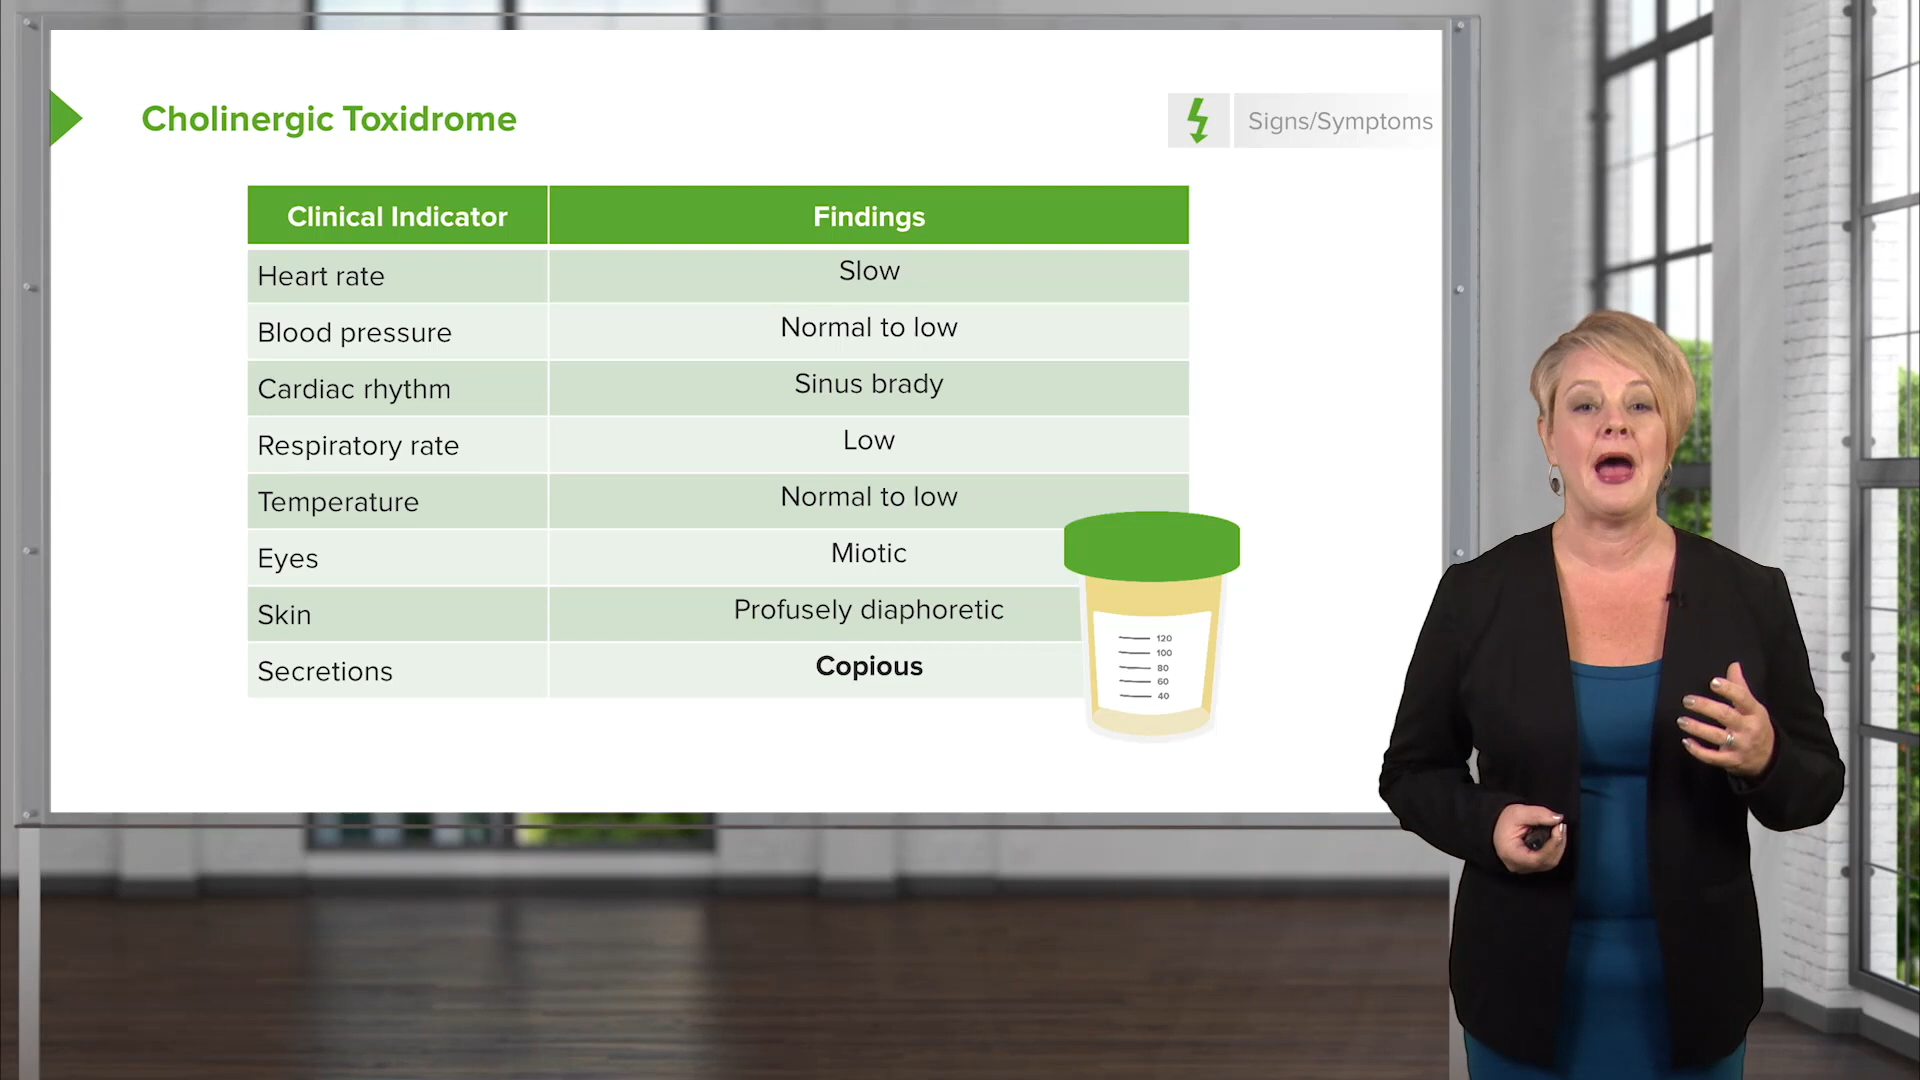 Cholinergic Toxidrome
Signs/Symptoms
Clinical Indicator Findings
Heart rate Slow
Blood pressure Normal to low
Cardiac rhythm Sinus brady
Respiratory rate Low
Temperature Normal to low
Eyes Miotic
Skin Profusely diaphoretic
Secretions Copious
120
100
80
60
40